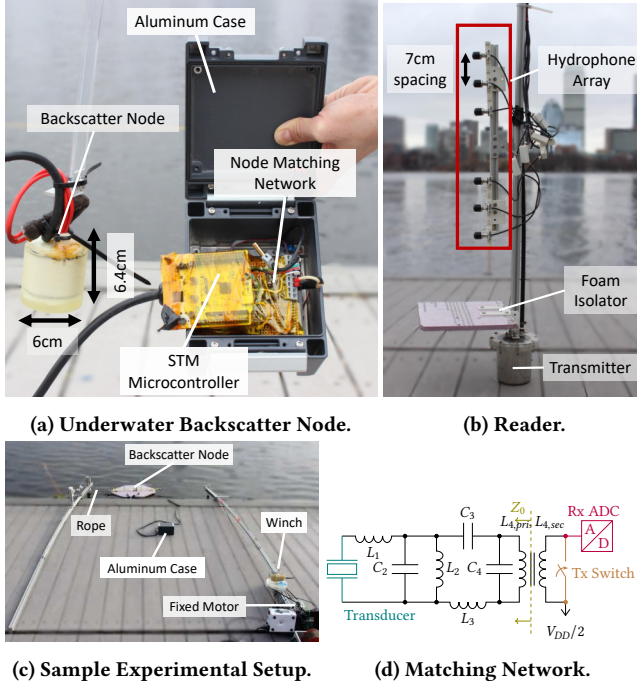 Aluminum Case
Backscatter Node
Node Matching
Network
6.4cm
6cm
STM
Microcontroller
(a) Underwater Backscatter Node.
7cm
spacing
Hydrophone
Array
Foam
Isolator
Transmitter
(b) Reader.
Backscatter Node
Rope
Aluminum Case
Winch
Fixed Motor
(c) Sample Experimental Setup.
Z0
C3
L4,pri
L4,sec
Rx ADC
A
D
L1
C2
L2
C4
Tx Switch
L3
Transducer
VDD/2
(d) Matching Network.